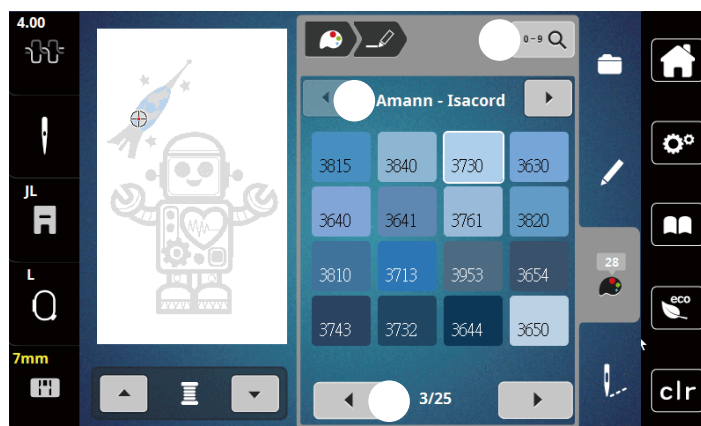 4.00
0-9
Amann - Isacord
3815 3840 3730 3630
JL
3640 3641 3761 3820
28
3810 3713 3953 3654
L
eco
3743 3732 3644 3650
7mm
3/25
clr